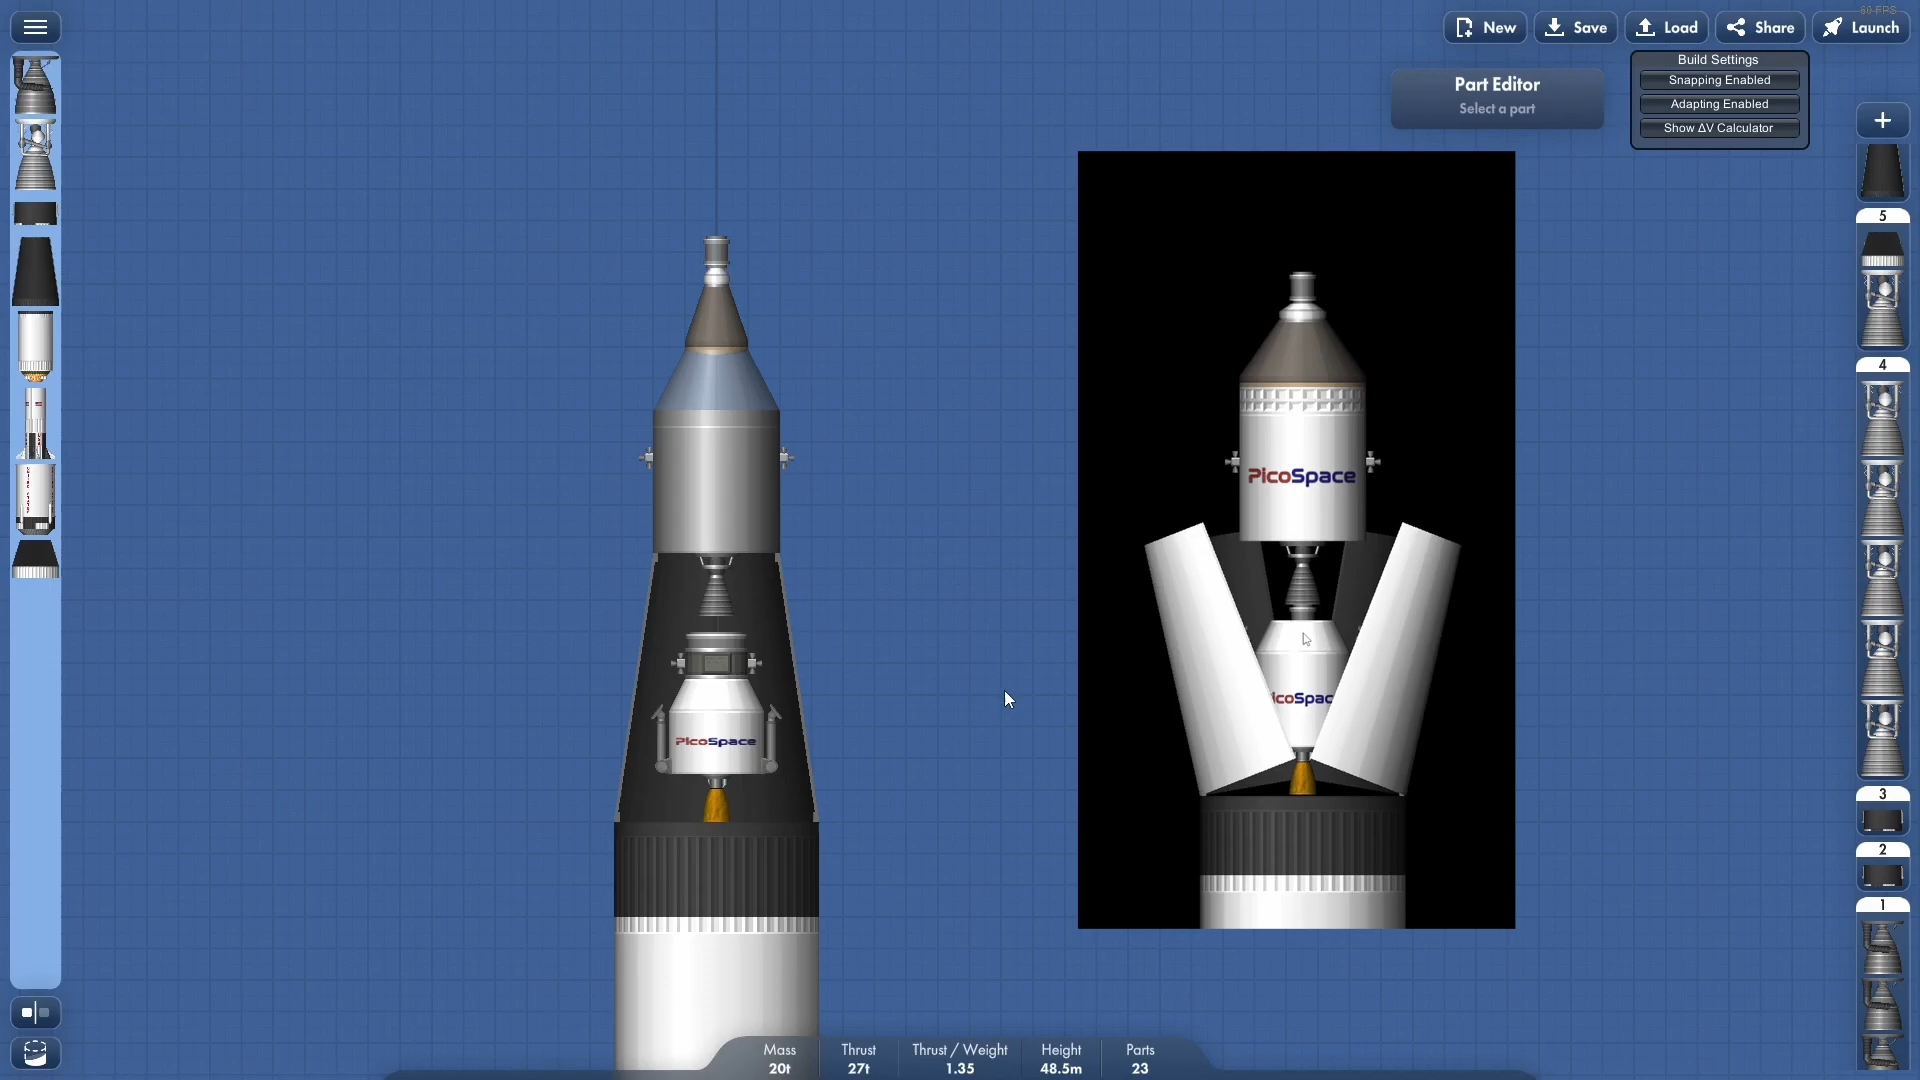 60 FPS
New
Save
Load
Share
Launch
Build Settings
Snapping Enabled
Adapting Enabled
Show ΔV Calculator
Part Editor
Select a part
5
4
3
2
1
PicoSpace
icoSpac
PicoSpace
Mass
20t
Thrust
27t
Thrust / Weight
1.35
Height
48.5m
Parts
23